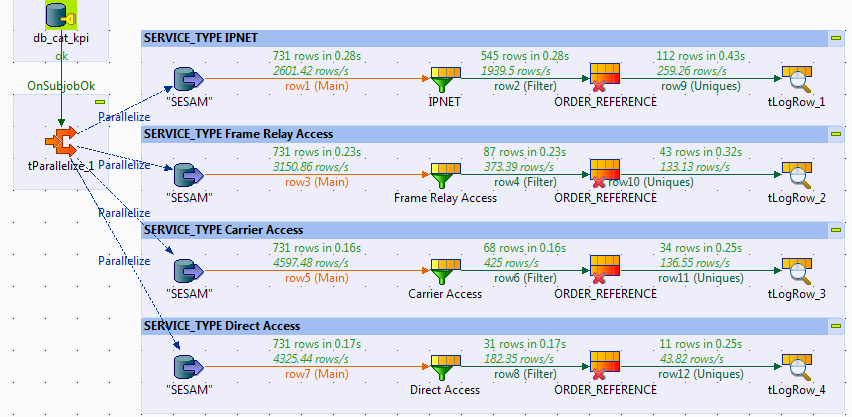 db_cat_kpi
ok
OnSubjobOk
tParallelize_1
Parallelize
Parallelize
Parallelize
Parallelize
SERVICE_TYPE IPNET
731 rows in 0.28s
2601.42 rows/s
row1 (Main)
545 rows in 0.28s
1939.5 rows/s
row2 (Filter)
112 rows in 0.43s
259.26 rows/s
row9 (Uniques)
"SESAM"
IPNET
ORDER_REFERENCE
tLogRow_1
SERVICE_TYPE Frame Relay Access
731 rows in 0.23s
3150.86 rows/s
row3 (Main)
87 rows in 0.23s
373.39 rows/s
row4 (Filter)
43 rows in 0.32s
133.13 rows/s
row10 (Uniques)
"SESAM"
Frame Relay Access
ORDER_REFERENCE
tLogRow_2
SERVICE_TYPE Carrier Access
731 rows in 0.16s
4597.48 rows/s
row5 (Main)
68 rows in 0.16s
425 rows/s
row6 (Filter)
34 rows in 0.25s
136.55 rows/s
row11 (Uniques)
"SESAM"
Carrier Access
ORDER_REFERENCE
tLogRow_3
SERVICE_TYPE Direct Access
731 rows in 0.17s
4325.44 rows/s
row7 (Main)
31 rows in 0.17s
182.35 rows/s
row8 (Filter)
11 rows in 0.25s
43.82 rows/s
row12 (Uniques)
"SESAM"
Direct Access
ORDER_REFERENCE
tLogRow_4